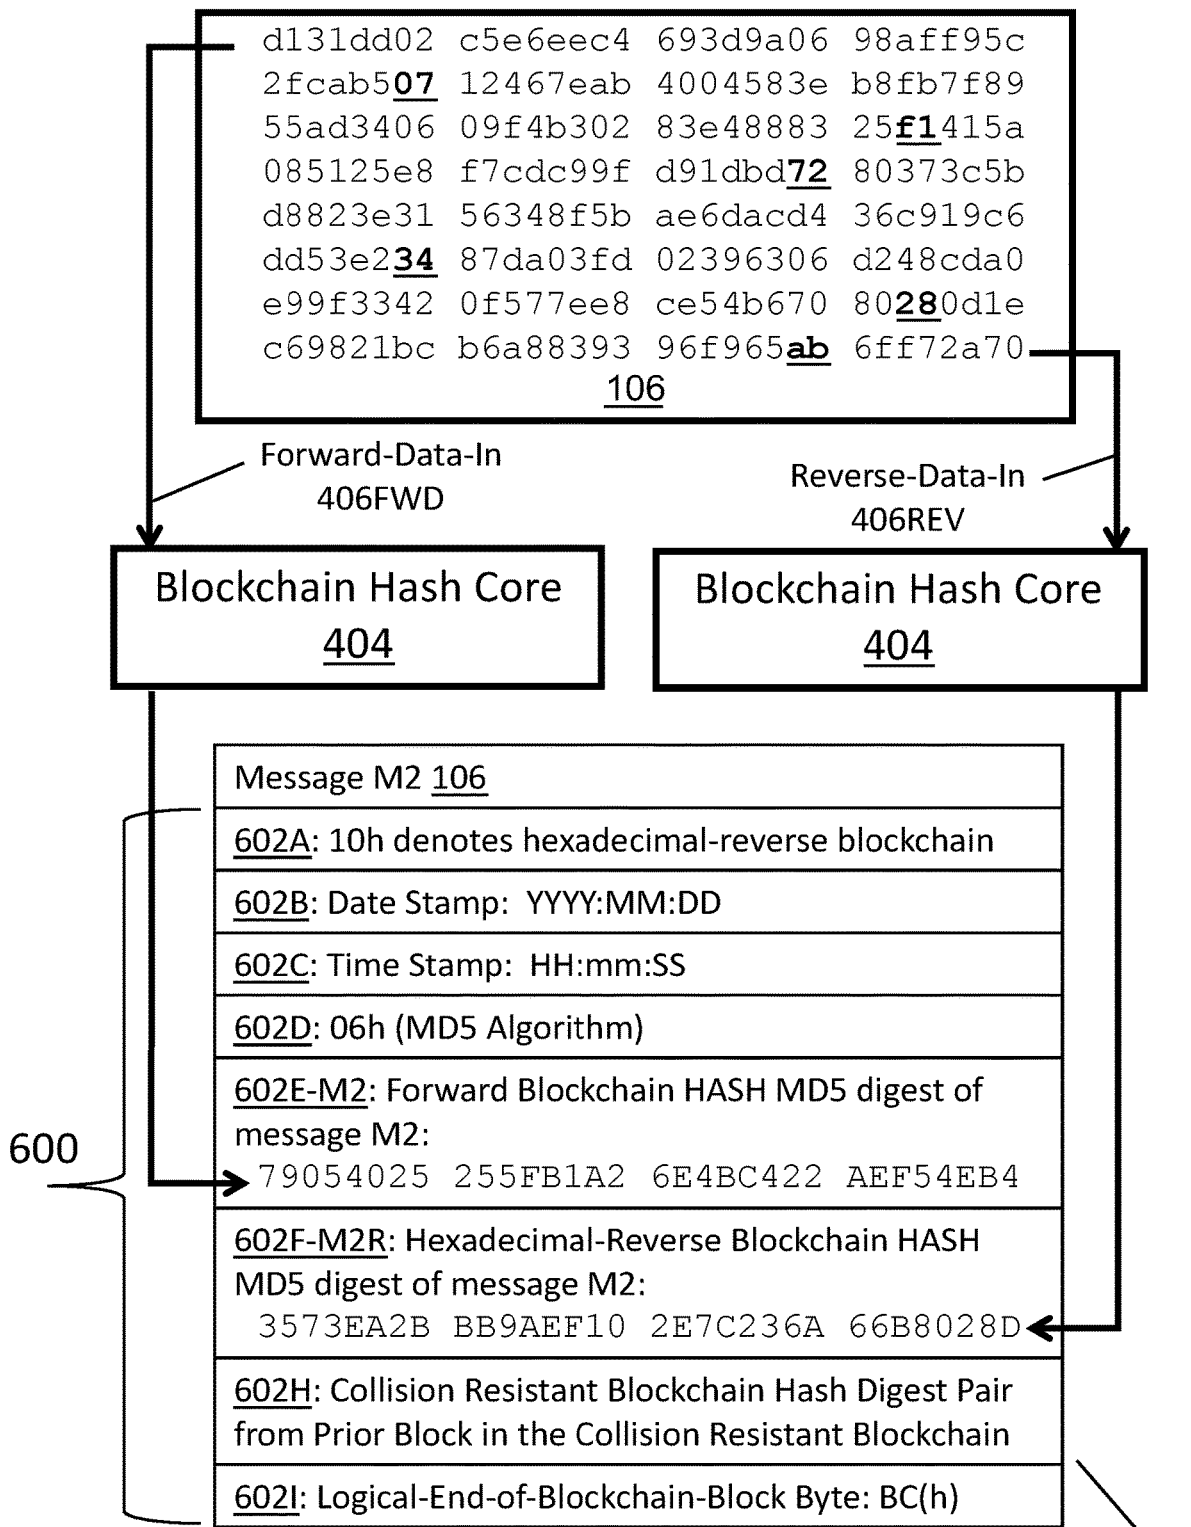 d131dd02 c5e6eec4 693d9a06 98aff95c
2fcab507 12467eab 4004583e b8fb7f89
55ad3406 09f4b302 83e48883 25f1415a
085125e8 f7cdc99f d91dbd72 80373c5b
d8823e31 56348f5b ae6dacd4 36c919c6
dd53e234 87da03fd 02396306 d248cda0
e99f3342 0f577ee8 ce54b670 80280d1e
c69821bc b6a88393 96f965ab 6ff72a70
106
Forward-Data-In
406FWD
Reverse-Data-In
406REV
Blockchain Hash Core
404
Blockchain Hash Core
404
Message M2 106
602A: 10h denotes hexadecimal-reverse blockchain
602B: Date Stamp: YYYY:MM:DD
602C: Time Stamp: HH:mm:SS
602D: 06h (MD5 Algorithm)
602E-M2: Forward Blockchain HASH MD5 digest of
message M2:
79054025 255FB1A2 6E4BC422 AEF54EB4
600
602F-M2R: Hexadecimal-Reverse Blockchain HASH
MD5 digest of message M2:
3573EA2B BB9AEF10 2E7C236A 66B8028D
602H: Collision Resistant Blockchain Hash Digest Pair
from Prior Block in the Collision Resistant Blockchain
602I: Logical-End-of-Blockchain-Block Byte: BC(h)